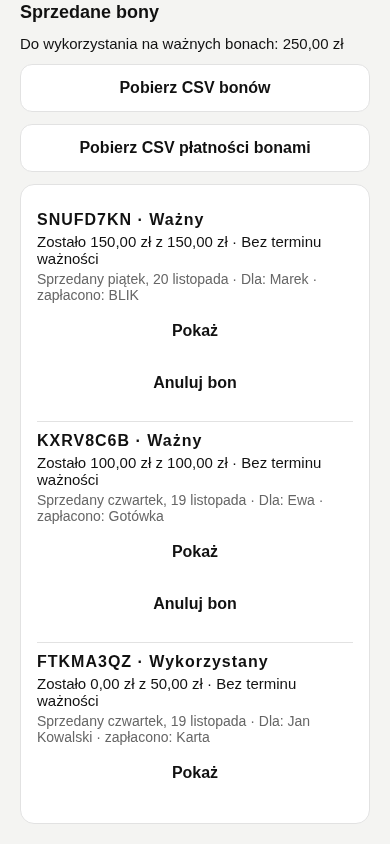 Sprzedane bony
Do wykorzystania na ważnych bonach: 250,00 zł
Pobierz CSV bonów
Pobierz CSV płatności bonami
SNUFD7KN · Ważny
Zostało 150,00 zł z 150,00 zł · Bez terminu
ważności
Sprzedany piątek, 20 listopada · Dla: Marek ·
zapłacono: BLIK
Pokaż
Anuluj bon
KXRV8C6B · Ważny
Zostało 100,00 zł z 100,00 zł · Bez terminu
ważności
Sprzedany czwartek, 19 listopada · Dla: Ewa ·
zapłacono: Gotówka
Pokaż
Anuluj bon
FTKMA3QZ · Wykorzystany
Zostało 0,00 zł z 50,00 zł · Bez terminu
ważności
Sprzedany czwartek, 19 listopada · Dla: Jan
Kowalski · zapłacono: Karta
Pokaż